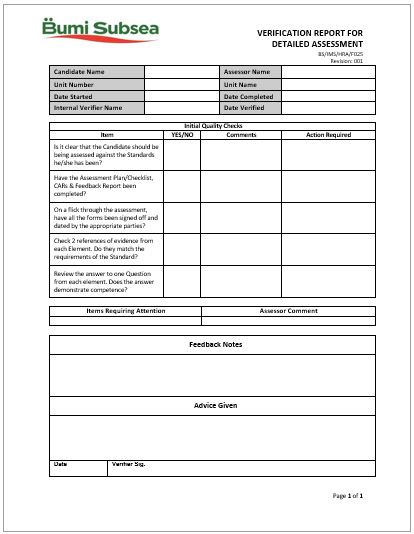 Bumi Subsea
VERIFICATION REPORT FOR
DETAILED ASSESSMENT
BS/IMS/HRA/F025
Revision: 001
Candidate Name Assessor Name
Unit Number Unit Name
Date Started Date Completed
Internal Verifier Name Date Verified
Initial Quality Checks
Item YES/NO Comments Action Required
Is it clear that the Candidate should be
being assessed against the Standards
he/she has been?
Have the Assessment Plan/Checklist,
CARs & Feedback Report been
completed?
On a flick through the assessment,
have all the forms been signed off and
dated by the appropriate parties?
Check 2 references of evidence from
each Element. Do they match the
requirements of the Standard?
Review the answer to one Question
from each element. Does the answer
demonstrate competence?
Items Requiring Attention Assessor Comment
Feedback Notes
Advice Given
Date Verifier Sig.
Page 1 of 1